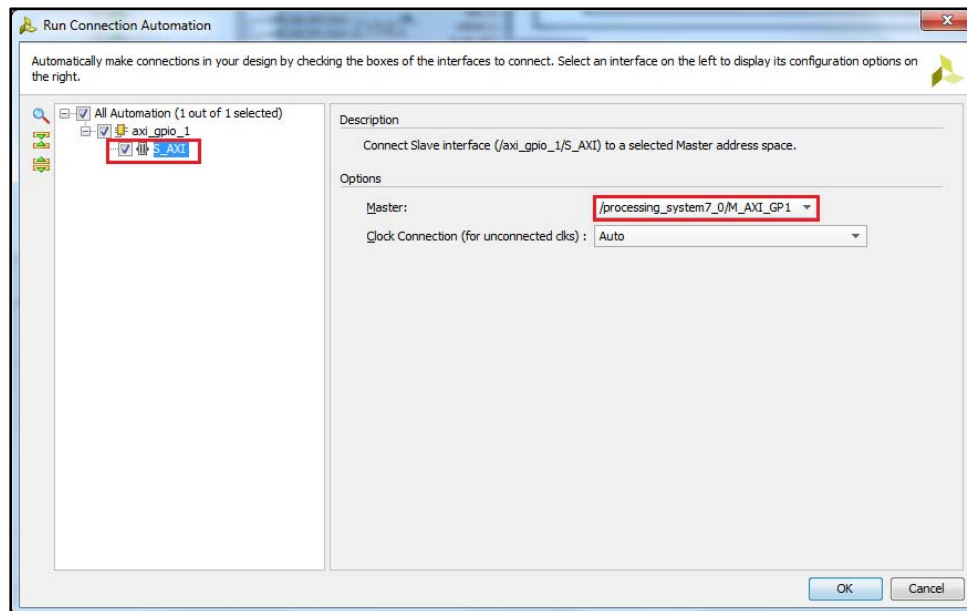 Run Connection Automation
Automatically make connections in your design by checking the boxes of the interfaces to connect. Select an interface on the left to display its configuration options on
the right.
All Automation (1 out of 1 selected)
axi_gpio_1
S_AXI
Description
Connect Slave interface (/axi_gpio_1/S_AXI) to a selected Master address space.
Options
Master: /processing_system7_0/M_AXI_GP1
Clock Connection (for unconnected clks) : Auto
OK Cancel